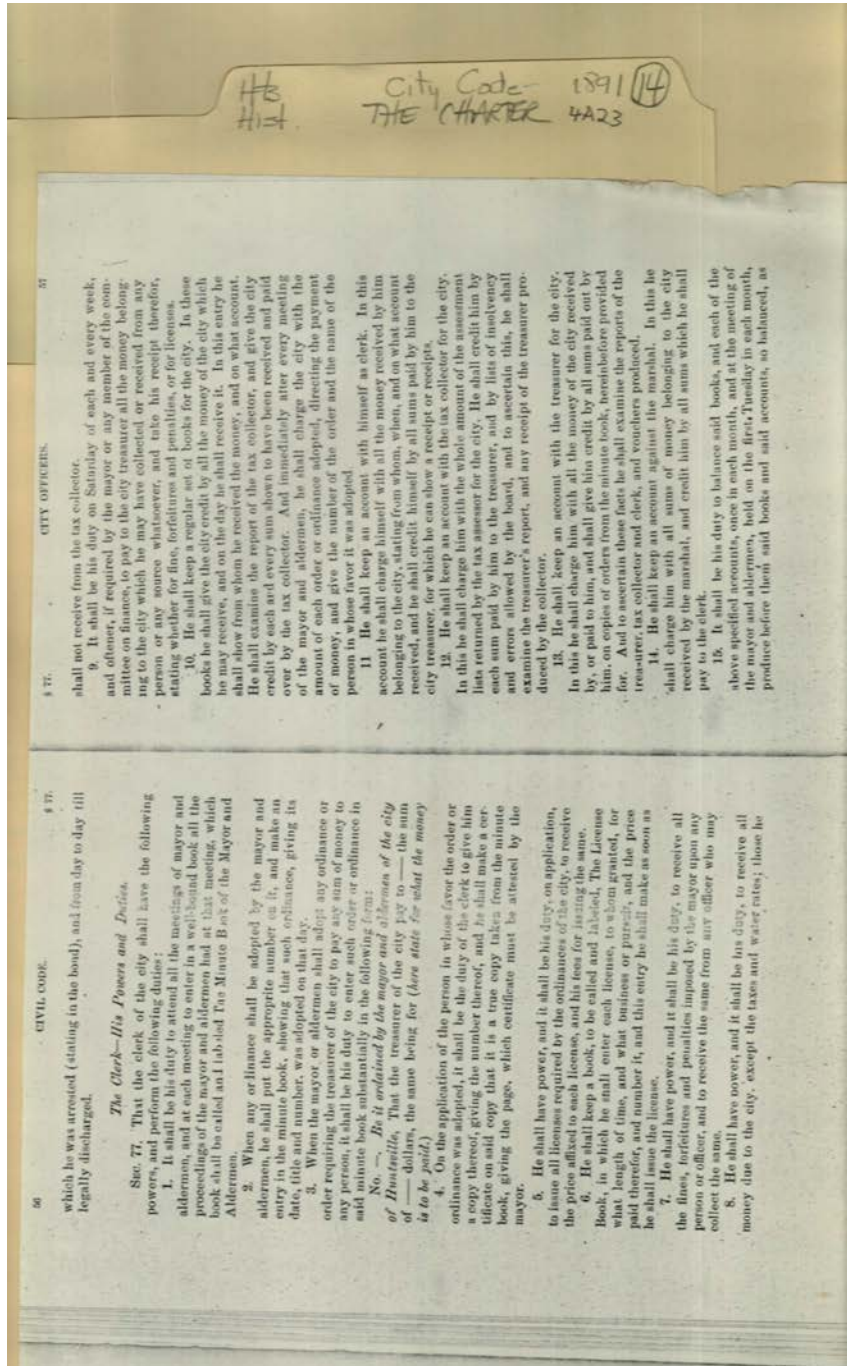 Hts City Code- 1891 14
Hist. THE CHARTER 4A23
56 CIVIL CODE. § 77.
which he was arrested (stating in the bond), and from day to day till
legally discharged.
The Clerk—His Powers and Duties.
SEC. 77. That the clerk of the city shall have the following
powers, and perform the following duties:
1. It shall be his duty to attend all the meetings of mayor and
aldermen, and at each meeting to enter in a well-bound book all the
proceedings of the mayor and aldermen had at that meeting, which
book shall be called and labeled The Minute Book of the Mayor and
Aldermen.
2. When any ordinance shall be adopted by the mayor and
aldermen, he shall put the approprite number on it, and make an
entry in the minute book, showing that such ordinance, giving its
date, title and number, was adopted on that day.
3. When the mayor, or aldermen shall adopt any ordinance or
order requiring the treasurer of the city to pay any sum of money to
any person, it shall be his duty to enter such order or ordinance in
said minute book substantially in the following form:
No. —. Be it ordained by the mayor and aldermen of the city
of Huntsville, That the treasurer of the city pay to —— the sum
of —— dollars, the same being for (here state for what the money
is to be paid.)
4. On the application of the person in whose favor the order or
ordinance was adopted, it shall be the duty of the clerk to give him
a copy thereof, giving the number thereof, and he shall make a cer-
tificate on said copy that it is a true copy taken from the minute
book, giving the page, which certificate must be attested by the
mayor.
5. He shall have power, and it shall be his duty, on application,
to issue all licenses required by the ordinances of the city, to receive
the price affixed to each license, and his fees for issuing the same.
6. He shall keep a book, to be called and labeled, The License
Book, in which he shall enter each license, to whom granted, for
what length of time, and what business or pursuit, and the price
paid therefor, and number it, and this entry he shall make as soon as
he shall issue the license.
7. He shall have power, and it shall be his duty, to receive all
the fines, forfeitures and penalties imposed by the mayor upon any
person or officer, and to receive the same from any officer who may
collect the same.
8. He shall have power, and it shall be his duty, to receive all
money due to the city, except the taxes and water rates; those he
§ 77. CITY OFFICERS. 57
shall not receive from the tax collector.
9. It shall be his duty on Saturday of each and every week,
and oftener, if required by the mayor or any member of the com-
mittee on finance, to pay to the city treasurer all the money belong-
ing to the city which he may have collected or received from any
person or any source whatsoever, and take his receipt therefor,
stating whether for fine, forfeitures and penalties, or for licenses.
10. He shall keep a regular set of books for the city. In these
books he shall give the city credit by all the money of the city which
he may receive, and on the day he shall receive it. In this entry he
shall show from whom he received the money, and on what account.
He shall examine the report of the tax collector, and give the city
credit by each and every sum shown to have been received and paid
over by the tax collector. And immediately after every meeting
of the mayor and aldermen, he shall charge the city with the
amount of each order or ordinance adopted, directing the payment
of money, and give the number of the order and the name of the
person in whose favor it was adopted.
11 He shall keep an account with himself as clerk. In this
account he shall charge himself with all the money received by him
belonging to the city, stating from whom, when, and on what account
received, and he shall credit himself by all sums paid by him to the
city treasurer, for which he can show a receipt or receipts.
12. He shall keep an account with the tax collector for the city.
In this he shall charge him with the whole amount of the assessment
lists returned by the tax assessor for the city. He shall credit him by
each sum paid by him to the treasurer, and by lists of insolvency
and errors allowed by the board, and to ascertain this, he shall
examine the treasurer's report, and any receipt of the treasurer pro-
duced by the collector.
13. He shall keep an account with the treasurer for the city.
In this he shall charge him with all the money of the city received
by, or paid to him, and shall give him credit by all sums paid out by
him, on copies of orders from the minute book, hereinbefore provided
for. And to ascertain these facts he shall examine the reports of the
treasurer, tax collector and clerk, and vouchers produced.
14. He shall keep an account against the marshal. In this he
shall charge him with all sums of money belonging to the city
received by the marshal, and credit him by all sums which he shall
pay to the clerk.
15. It shall be his duty to balance said books, and each of the
above specified accounts, once in each month, and at the meeting of
the mayor and aldermen, held on the first Tuesday in each month,
produce before them said books and said accounts, so balanced, as